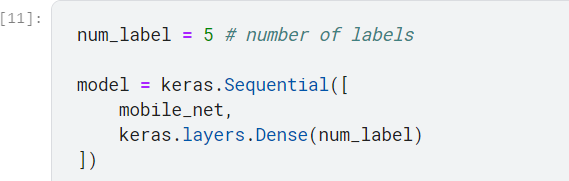 [11]:
num_label = 5 # number of labels
model = keras.Sequential([
    mobile_net,
    keras.layers.Dense(num_label)
])